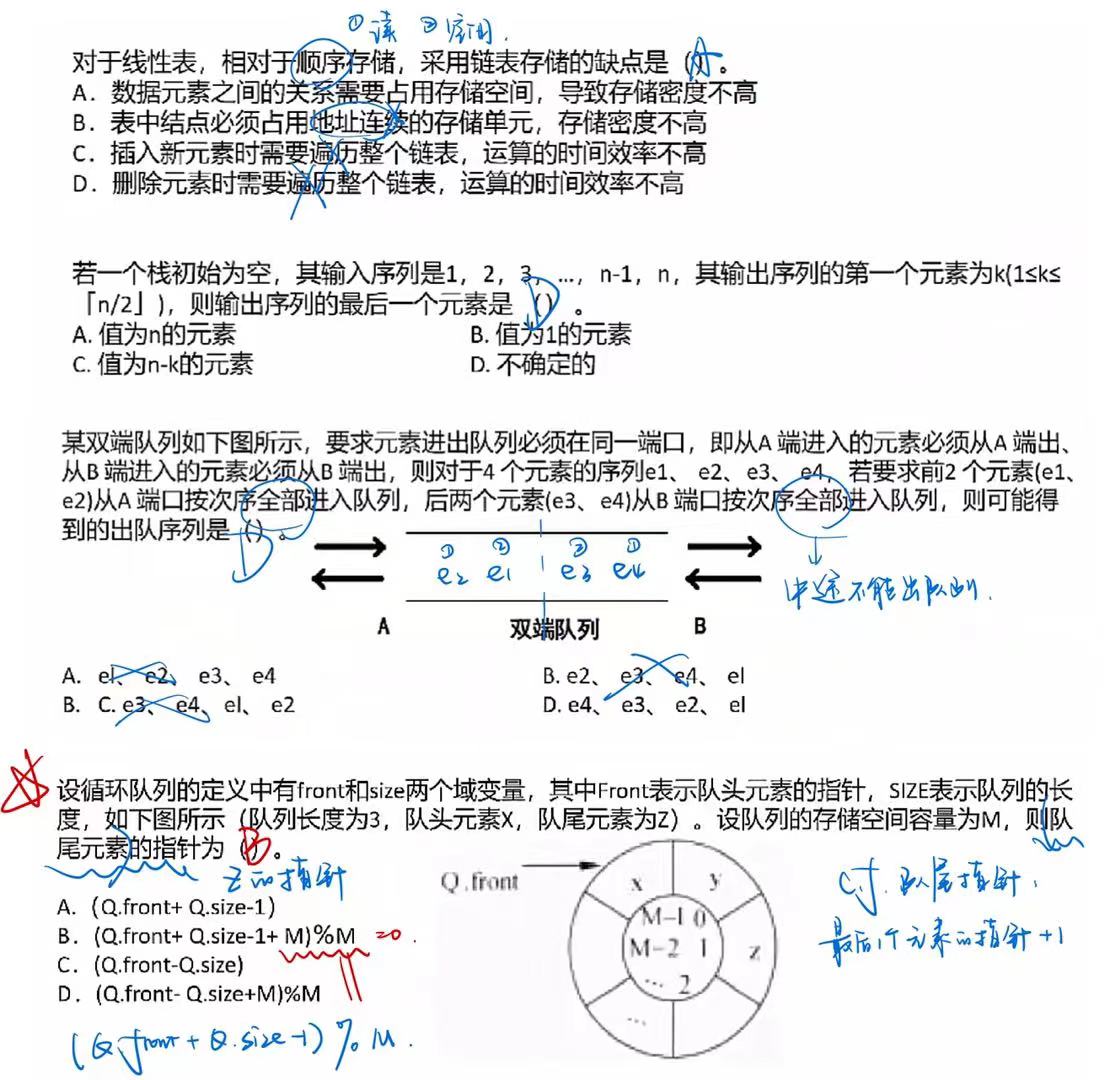 ①读 ②空间.
对于线性表，相对于顺序存储，采用链表存储的缺点是（A）。
A．数据元素之间的关系需要占用存储空间，导致存储密度不高
B．表中结点必须占用地址连续的存储单元，存储密度不高
C．插入新元素时需要遍历整个链表，运算的时间效率不高
D．删除元素时需要遍历整个链表，运算的时间效率不高
若一个栈初始为空，其输入序列是1，2，3，…，n-1，n，其输出序列的第一个元素为k(1≤k≤
「n/2」)，则输出序列的最后一个元素是（D）。
A. 值为n的元素 B. 值为1的元素
C. 值为n-k的元素 D. 不确定的
某双端队列如下图所示，要求元素进出队列必须在同一端口，即从A 端进入的元素必须从A 端出、
从B 端进入的元素必须从B 端出，则对于4 个元素的序列e1、e2、e3、e4，若要求前2 个元素(e1、
e2)从A 端口按次序全部进入队列，后两个元素(e3、e4)从B 端口按次序全部进入队列，则可能得
到的出队序列是（D）。
① ② ② ①
e2 e1 e3 e4
中途不能出队列.
A 双端队列 B
A. el、 e2、 e3、 e4 B. e2、 e3、 e4、 el
B. C. e3、 e4、 el、 e2 D. e4、 e3、 e2、 el
设循环队列的定义中有front和size两个域变量，其中Front表示队头元素的指针，SIZE表示队列的长
度，如下图所示（队列长度为3，队头元素X，队尾元素为Z）。设队列的存储空间容量为M，则队
尾元素的指针为（B）。
z的指针
Q.front
x y
M-1 0
M-2 1 z
… 2
…
队尾指针，
最后1个元素的指针+1
A．(Q.front+ Q.size-1)
B．(Q.front+ Q.size-1+ M)%M =0.
C．(Q.front-Q.size)
D．(Q.front- Q.size+M)%M
(Q.front + Q.size-1) % M.